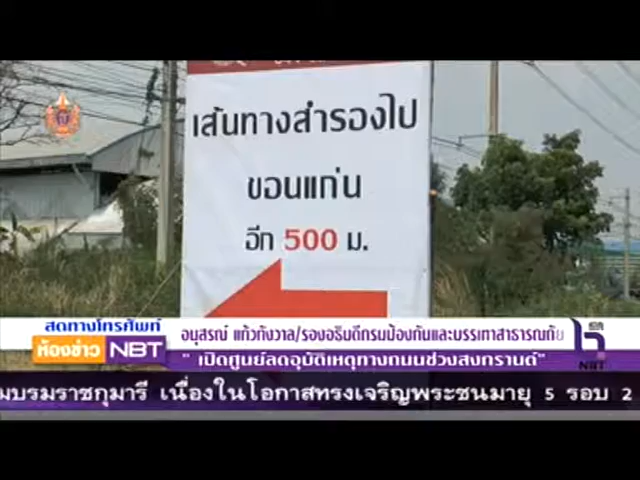 เส้นทางสำรองไป
ขอนแก่น
อีก 500 ม.
สดทางโทรศัพท์
อนุสรณ์ แก้วกังวาล/รองอธิบดีกรมป้องกันและบรรเทาสาธารณภัย
ห้องข่าว NBT
" เปิดศูนย์ลดอุบัติเหตุทางถนนช่วงสงกรานต์"
NBT
มบรมราชกุมารี เนื่องในโอกาสทรงเจริญพระชนมายุ 5 รอบ 2